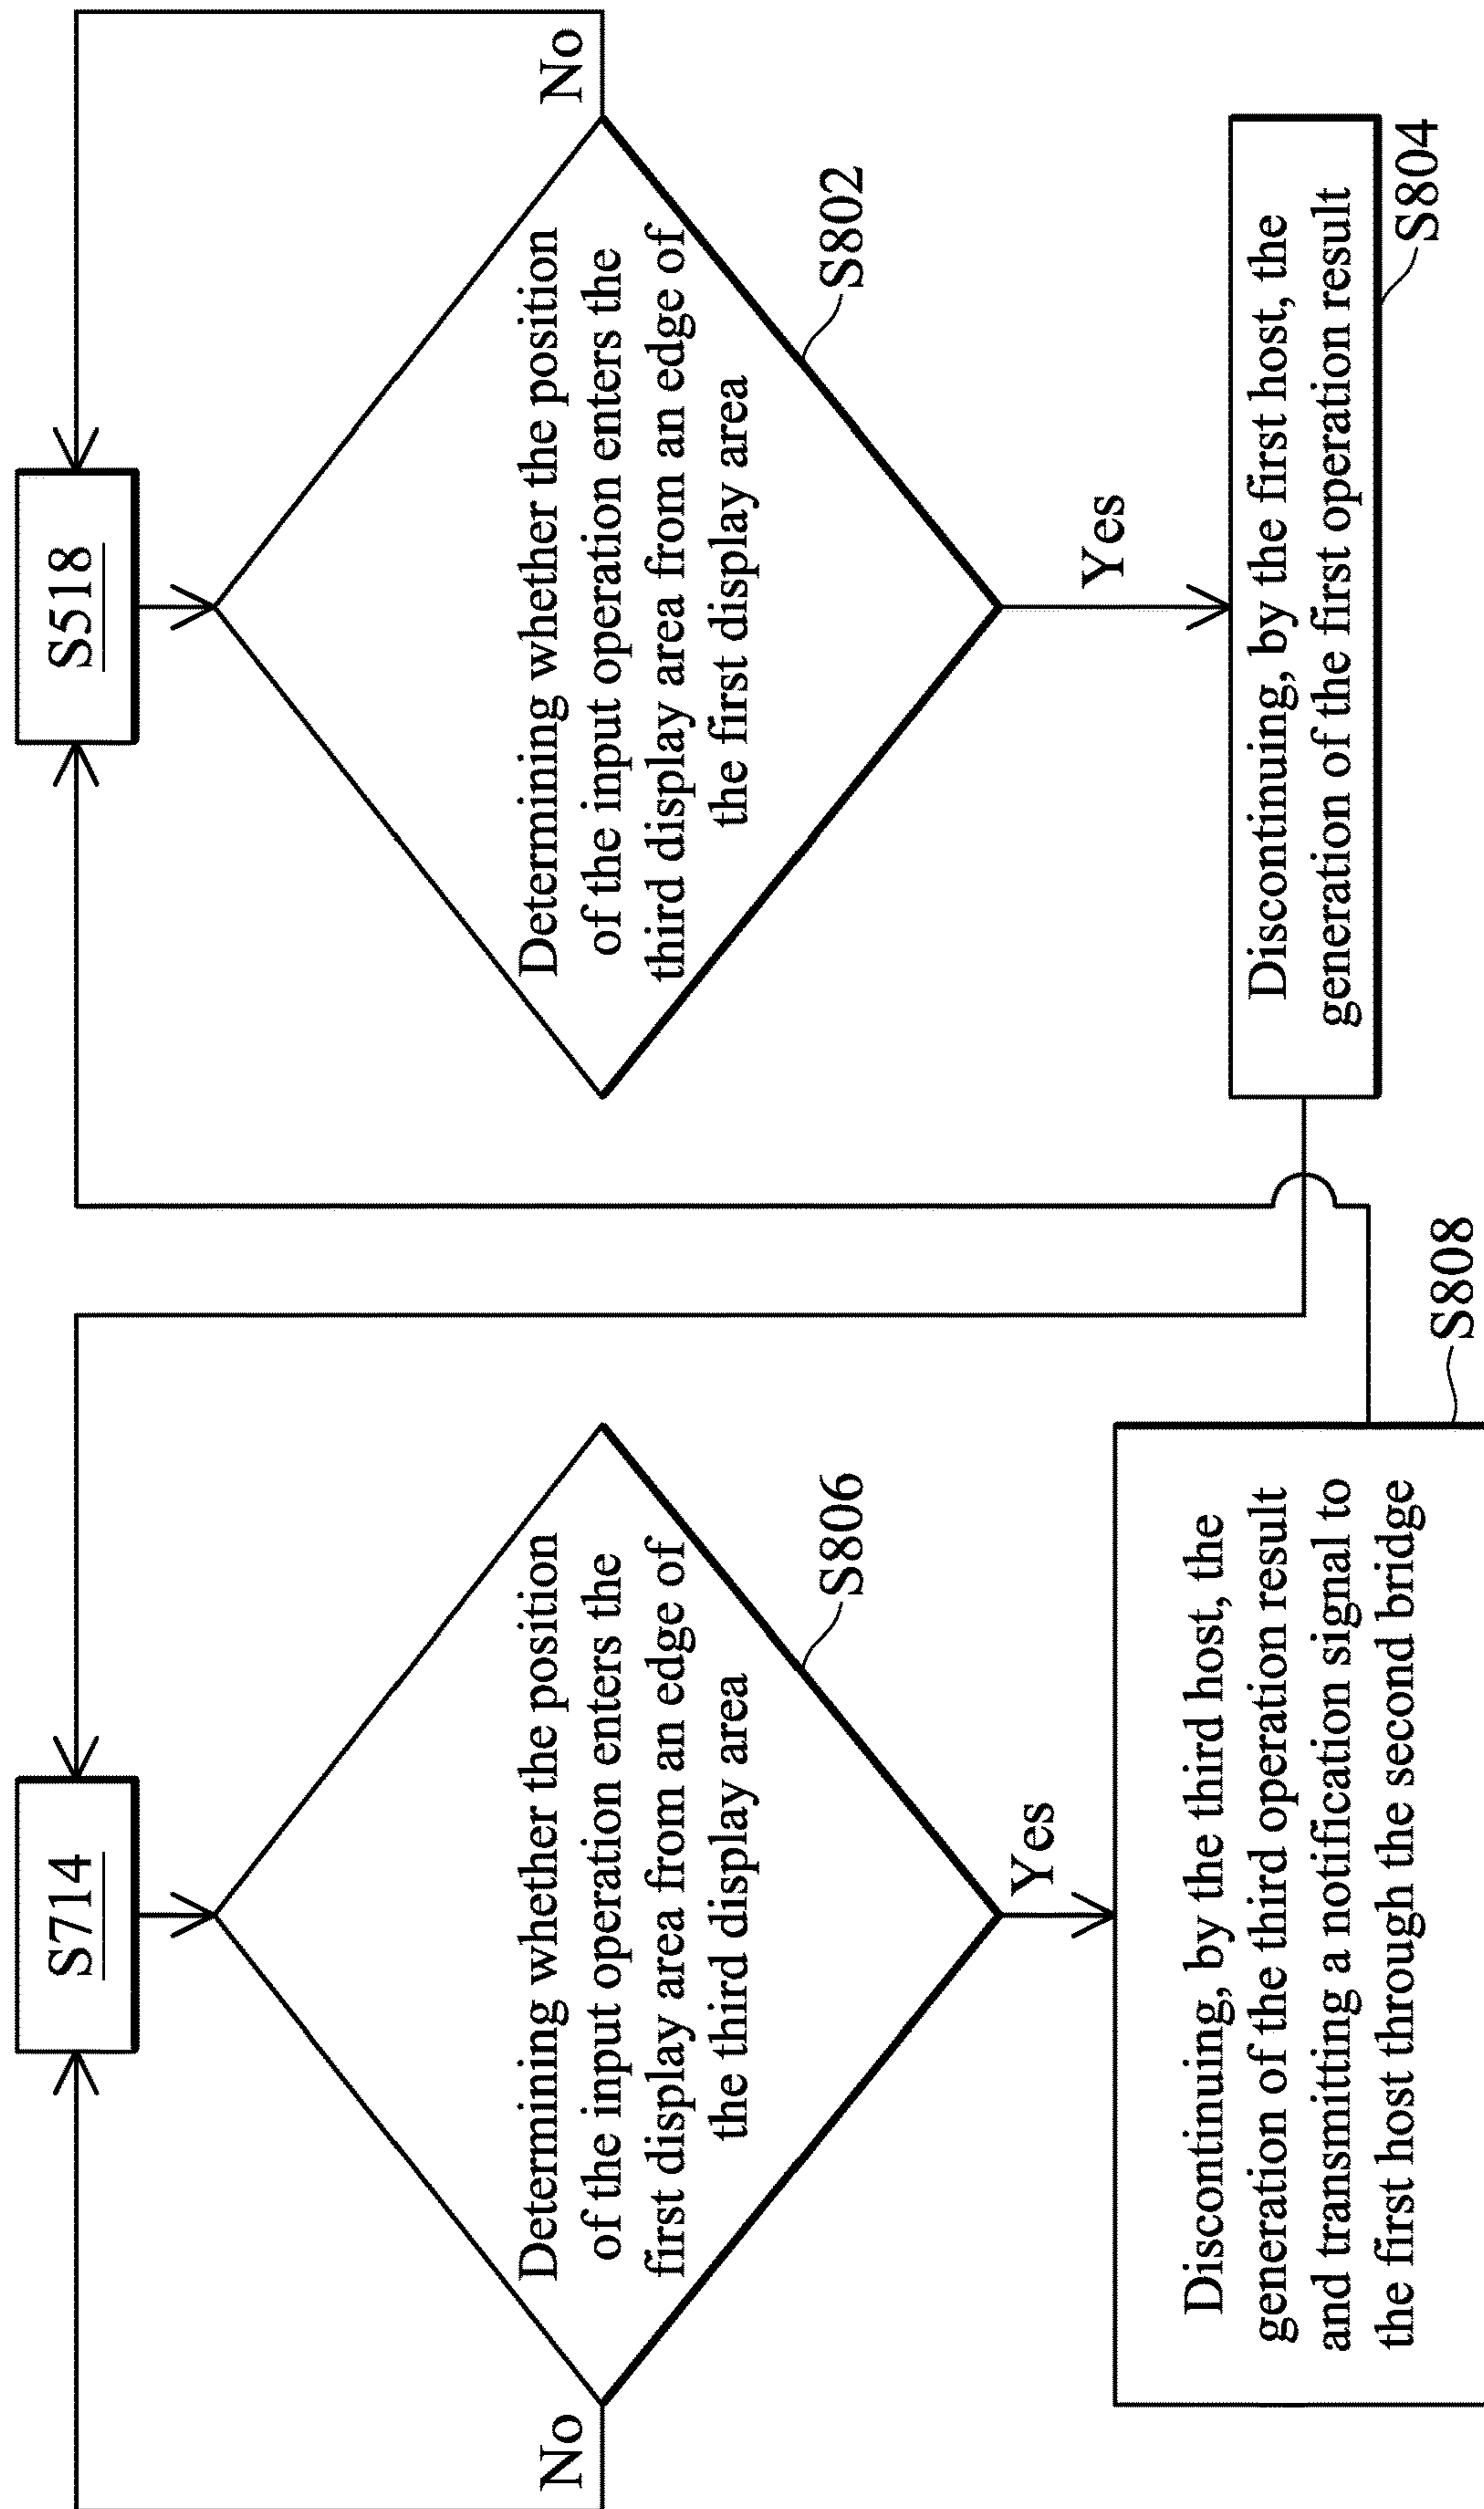 S714
Determining whether the position
of the input operation enters the
first display area from an edge of
the third display area
S806
No
Yes
Discontinuing, by the third host, the
generation of the third operation result
and transmitting a notification signal to
the first host through the second bridge
S808
S518
Determining whether the position
of the input operation enters the
third display area from an edge of
the first display area
S802
No
Yes
Discontinuing, by the first host, the
generation of the first operation result
S804